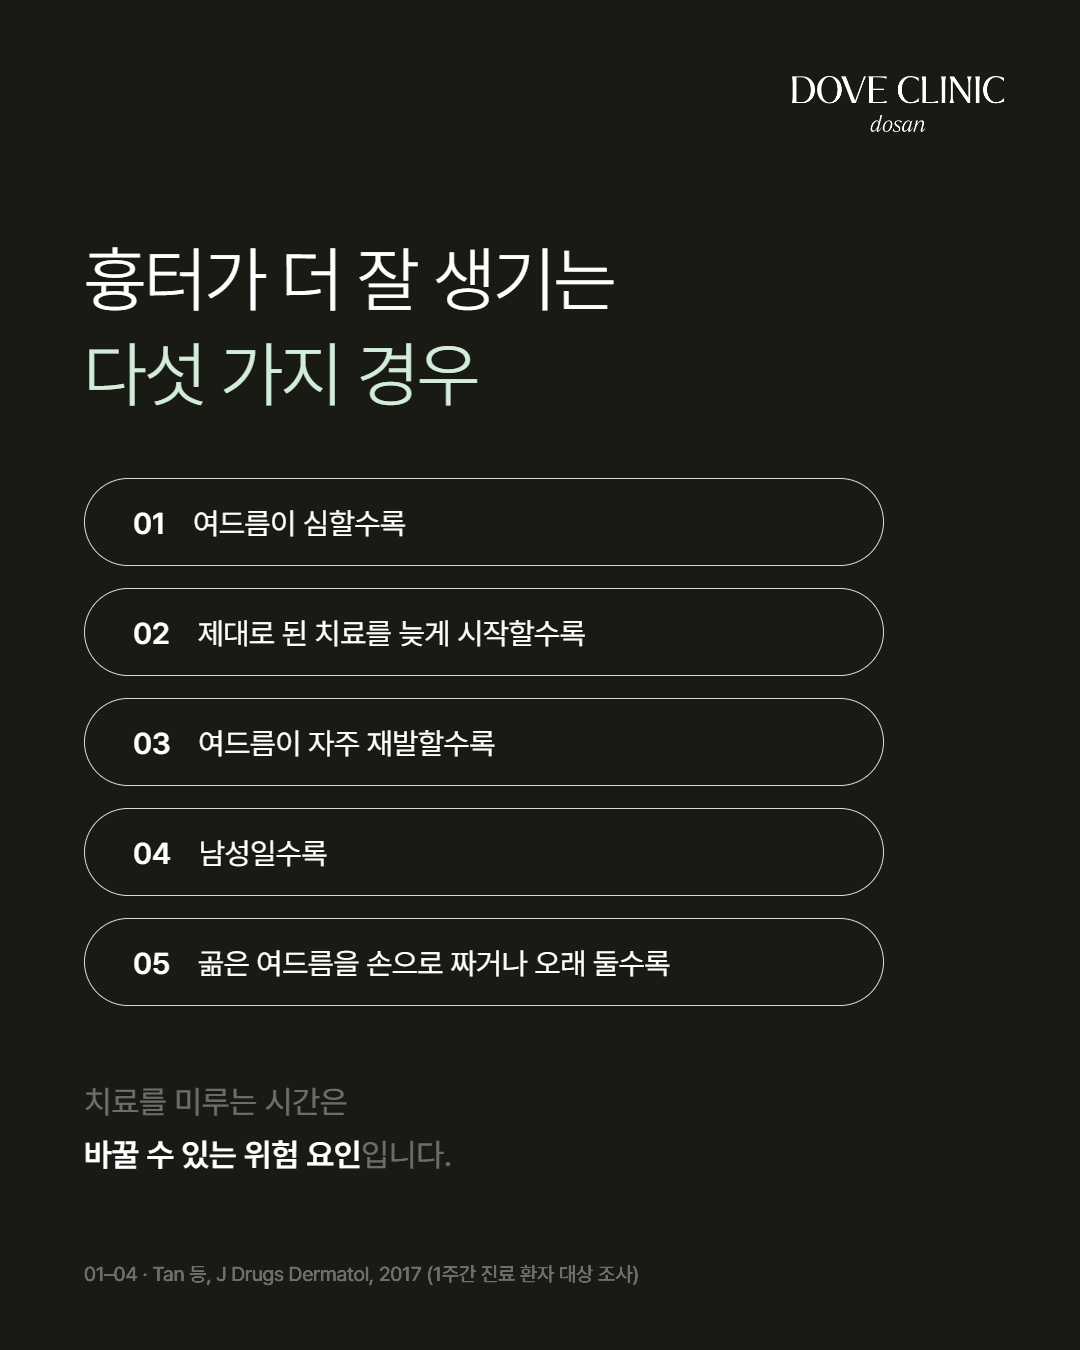 DOVE CLINIC
dosan
흉터가 더 잘 생기는
다섯 가지 경우
01 여드름이 심할수록
02 제대로 된 치료를 늦게 시작할수록
03 여드름이 자주 재발할수록
04 남성일수록
05 곪은 여드름을 손으로 짜거나 오래 둘수록
치료를 미루는 시간은
바꿀 수 있는 위험 요인입니다.
01–04 · Tan 등, J Drugs Dermatol, 2017 (1주간 진료 환자 대상 조사)